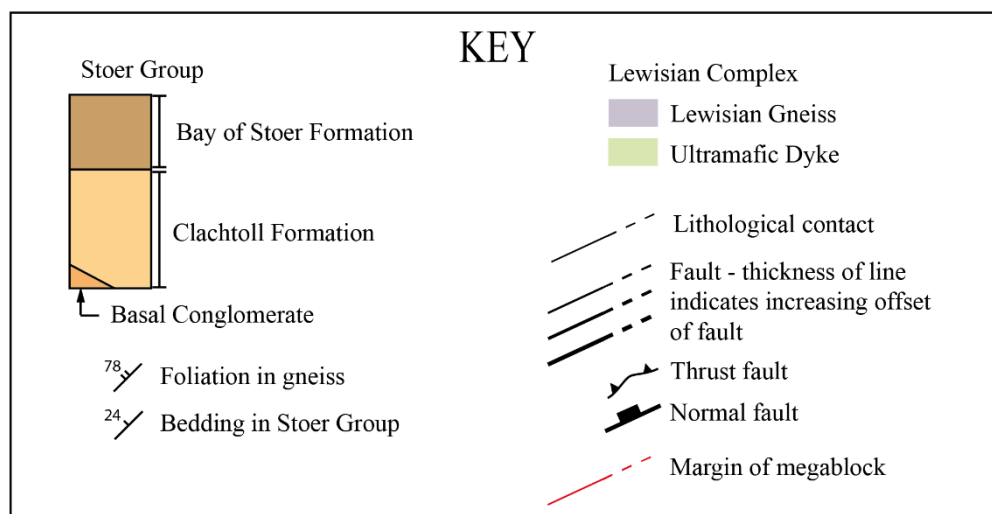 KEY
Stoer Group
Bay of Stoer Formation
Clachtoll Formation
Basal Conglomerate
78
Foliation in gneiss
24
Bedding in Stoer Group
Lewisian Complex
Lewisian Gneiss
Ultramafic Dyke
Lithological contact
Fault - thickness of line
indicates increasing offset
of fault
Thrust fault
Normal fault
Margin of megablock